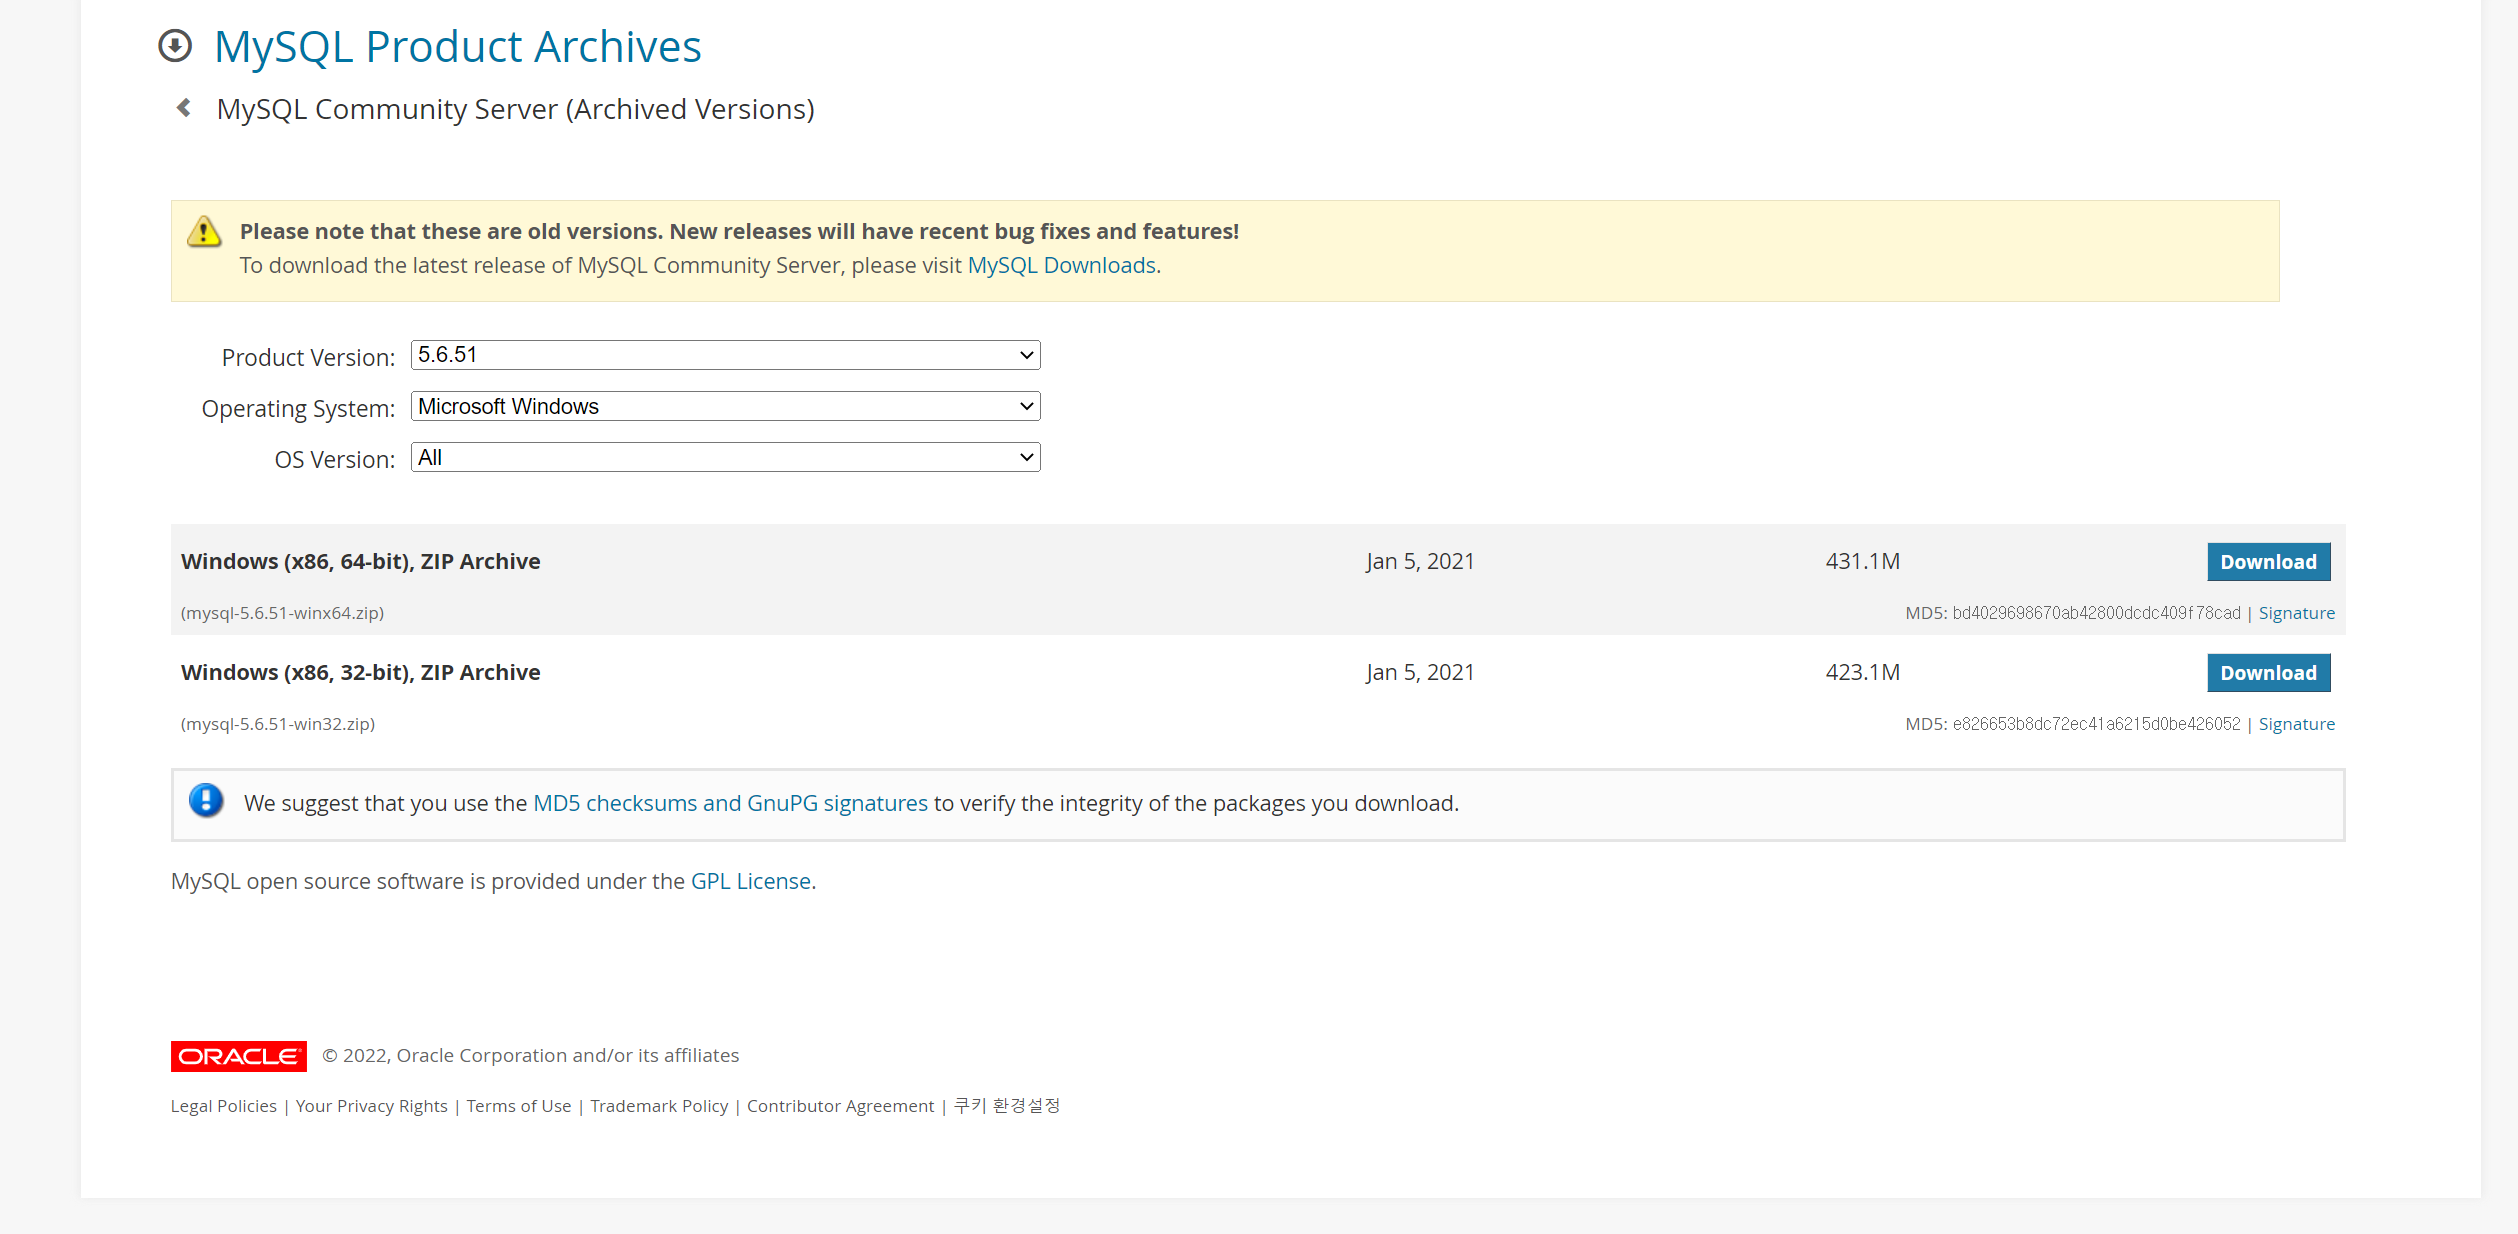 MySQL Product Archives
MySQL Community Server (Archived Versions)
Please note that these are old versions. New releases will have recent bug fixes and features!
To download the latest release of MySQL Community Server, please visit MySQL Downloads.
Product Version: 5.6.51
Operating System: Microsoft Windows
OS Version: All
Windows (x86, 64-bit), ZIP Archive Jan 5, 2021 431.1M Download
(mysql-5.6.51-winx64.zip) MD5: bd4029698670ab42800dcdc409f78cad | Signature
Windows (x86, 32-bit), ZIP Archive Jan 5, 2021 423.1M Download
(mysql-5.6.51-win32.zip) MD5: e826653b8dc72ec41a6215d0be426052 | Signature
We suggest that you use the MD5 checksums and GnuPG signatures to verify the integrity of the packages you download.
MySQL open source software is provided under the GPL License.
ORACLE © 2022, Oracle Corporation and/or its affiliates
Legal Policies | Your Privacy Rights | Terms of Use | Trademark Policy | Contributor Agreement | 쿠키 환경설정